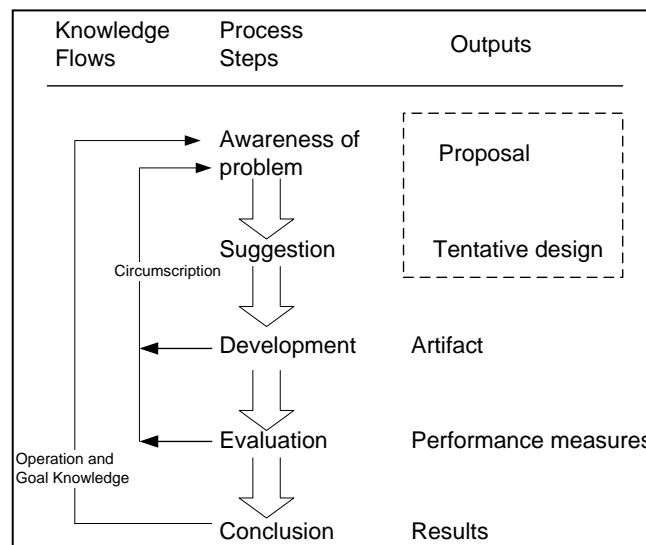 Knowledge Flows
Process Steps
Outputs
Awareness of problem
Proposal
Suggestion
Tentative design
Circumscription
Development
Artifact
Evaluation
Performance measures
Operation and
Goal Knowledge
Conclusion
Results